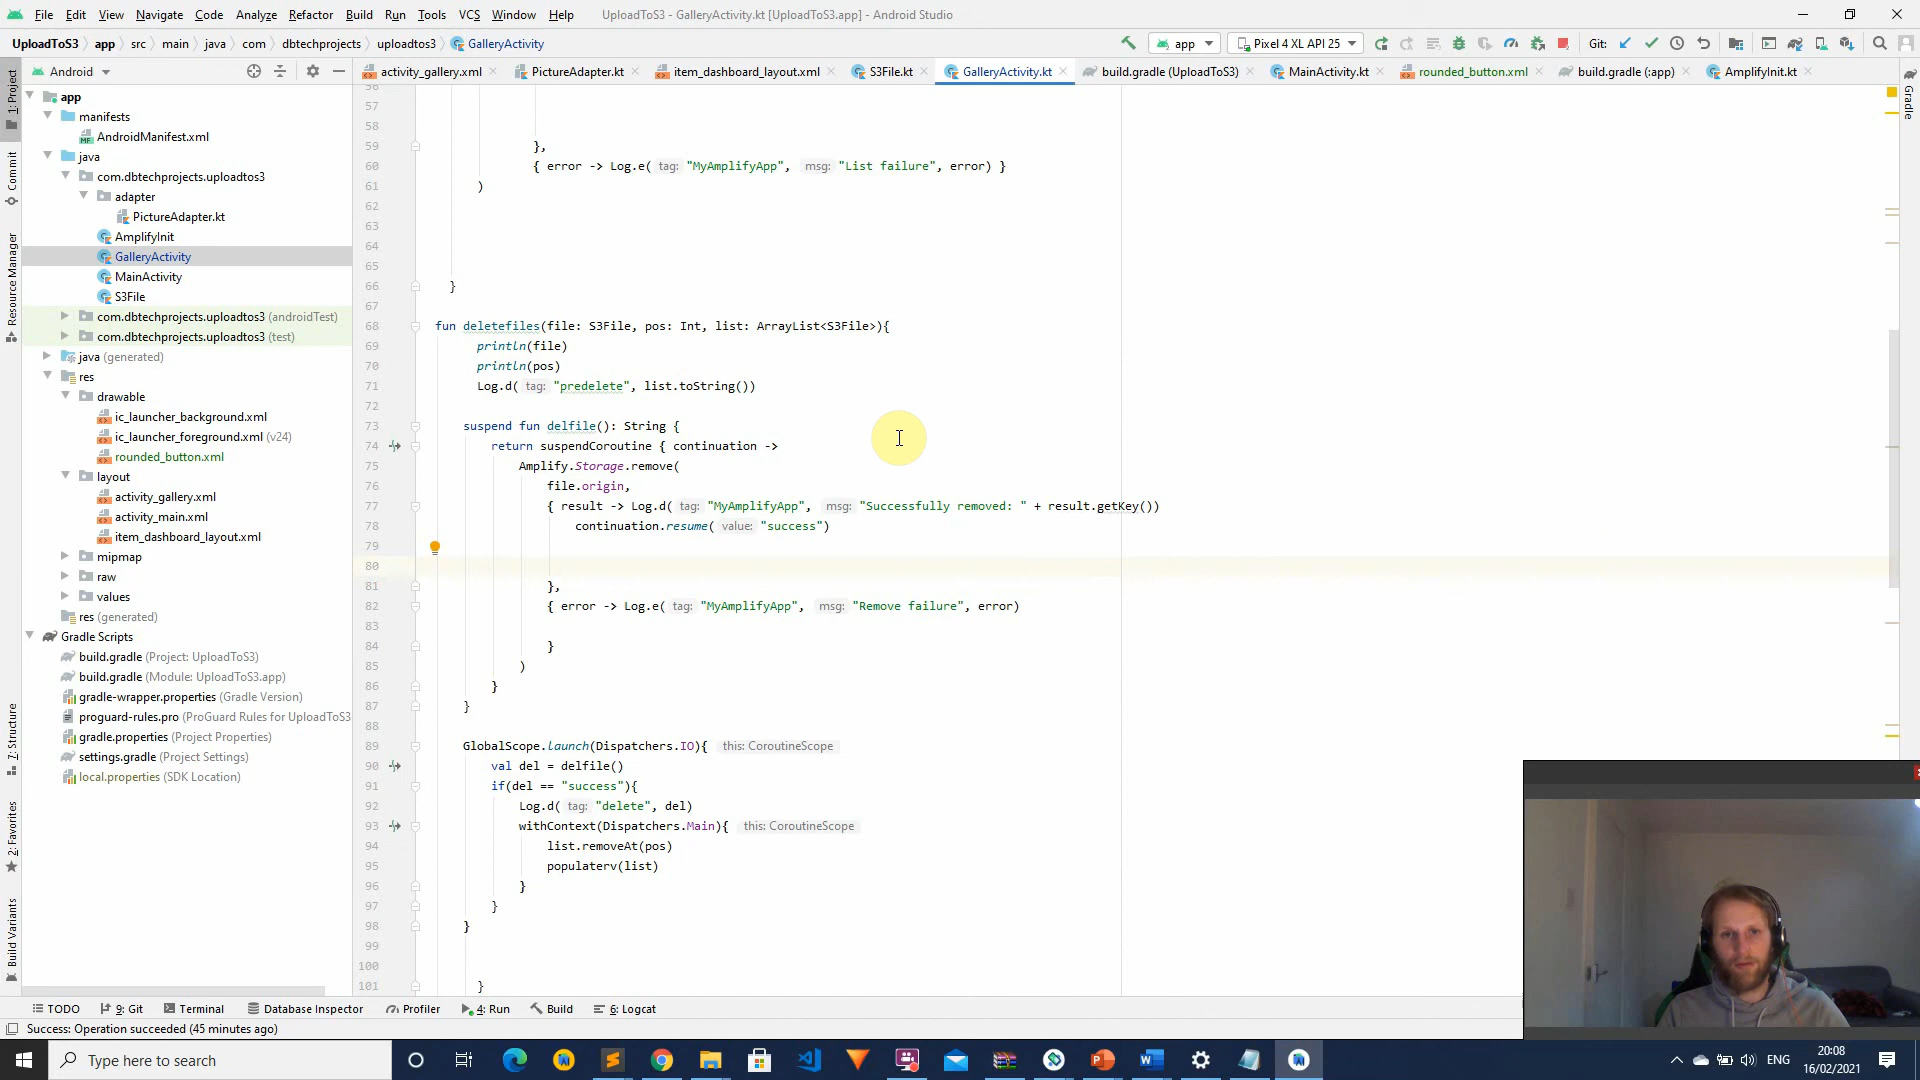 File Edit View Navigate Code Analyze Refactor Build Run Tools VCS Window Help UploadToS3 - GalleryActivity.kt [UploadToS3.app] - Android Studio
UploadToS3 app src main java com dbtechprojects uploadtos3 GalleryActivity app Pixel 4 XL API 25 Git:
Android activity_gallery.xml PictureAdapter.kt item_dashboard_layout.xml S3File.kt GalleryActivity.kt build.gradle (UploadToS3) MainActivity.kt rounded_button.xml build.gradle (:app) AmplifyInit.kt
1: Project
Commit
Resource Manager
7: Structure
2: Favorites
Build Variants
Gradle
app
manifests
AndroidManifest.xml
java
com.dbtechprojects.uploadtos3
adapter
PictureAdapter.kt
AmplifyInit
GalleryActivity
MainActivity
S3File
com.dbtechprojects.uploadtos3 (androidTest)
com.dbtechprojects.uploadtos3 (test)
java (generated)
res
drawable
ic_launcher_background.xml
ic_launcher_foreground.xml (v24)
rounded_button.xml
layout
activity_gallery.xml
activity_main.xml
item_dashboard_layout.xml
mipmap
raw
values
res (generated)
Gradle Scripts
build.gradle (Project: UploadToS3)
build.gradle (Module: UploadToS3.app)
gradle-wrapper.properties (Gradle Version)
proguard-rules.pro (ProGuard Rules for UploadToS3
gradle.properties (Project Properties)
settings.gradle (Project Settings)
local.properties (SDK Location)
56
57
58
59 },
60 { error -> Log.e( tag: "MyAmplifyApp", msg: "List failure", error) }
61 )
62
63
64
65
66 }
67
68 fun deletefiles(file: S3File, pos: Int, list: ArrayList<S3File>){
69 println(file)
70 println(pos)
71 Log.d( tag: "predelete", list.toString())
72
73 suspend fun delfile(): String {
74 return suspendCoroutine { continuation ->
75 Amplify.Storage.remove(
76 file.origin,
77 { result -> Log.d( tag: "MyAmplifyApp", msg: "Successfully removed: " + result.getKey())
78 continuation.resume( value: "success")
79
80
81 },
82 { error -> Log.e( tag: "MyAmplifyApp", msg: "Remove failure", error)
83
84 }
85 )
86 }
87 }
88
89 GlobalScope.launch(Dispatchers.IO){ this: CoroutineScope
90 val del = delfile()
91 if(del == "success"){
92 Log.d( tag: "delete", del)
93 withContext(Dispatchers.Main){ this: CoroutineScope
94 list.removeAt(pos)
95 populaterv(list)
96 }
97 }
98 }
99
100
101 }
TODO 9: Git Terminal Database Inspector Profiler 4: Run Build 6: Logcat
Success: Operation succeeded (45 minutes ago)
Type here to search
ENG
20:08
16/02/2021